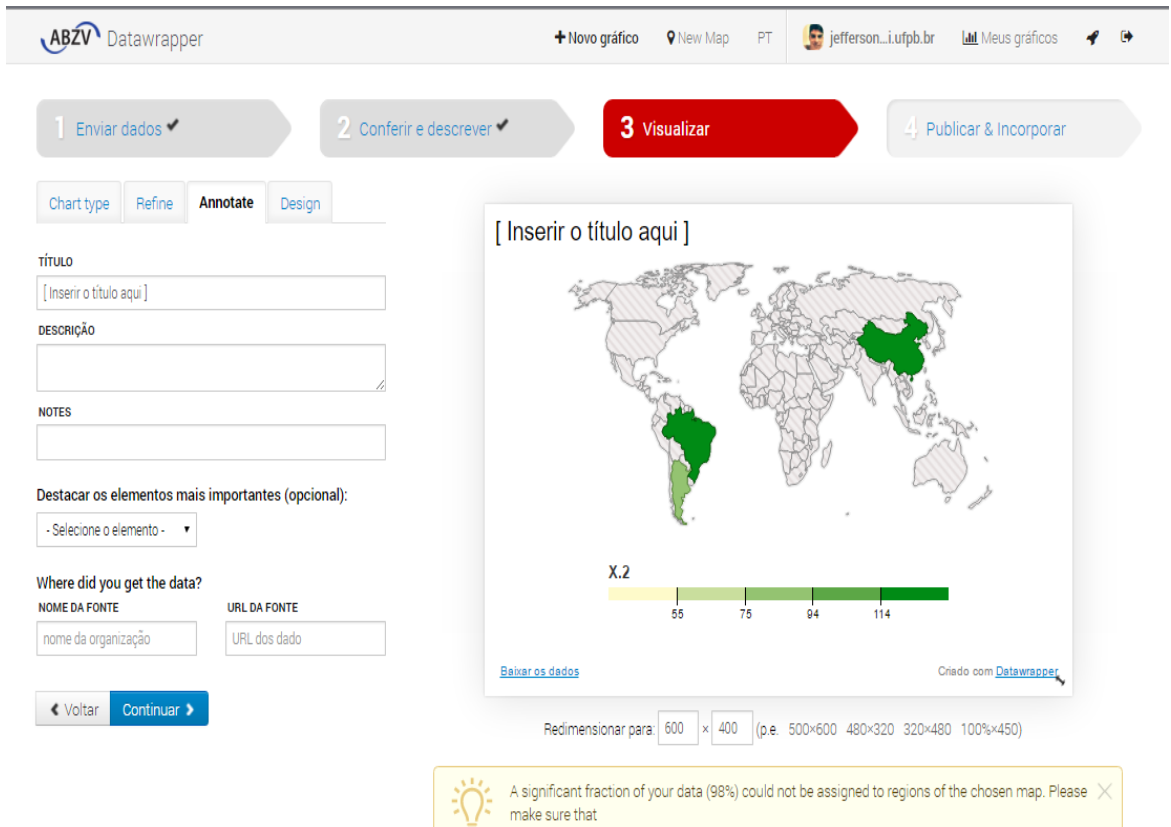 ABZV Datawrapper
Novo gráfico
New Map
PT
jefferson...i.ufpb.br
Meus gráficos
1 Enviar dados
2 Conferir e descrever
3 Visualizar
4 Publicar & Incorporar
Chart type
Refine
Annotate
Design
TÍTULO
[ Inserir o título aqui ]
DESCRIÇÃO
NOTES
Destacar os elementos mais importantes (opcional):
- Selecione o elemento -
Where did you get the data?
NOME DA FONTE
URL DA FONTE
nome da organização
URL dos dado
Voltar
Continuar
[ Inserir o título aqui ]
X.2
55 75 94 114
Baixar os dados
Criado com Datawrapper
Redimensionar para: 600 × 400 (p.e. 500×600 480×320 320×480 100%×450)
A significant fraction of your data (98%) could not be assigned to regions of the chosen map. Please
make sure that